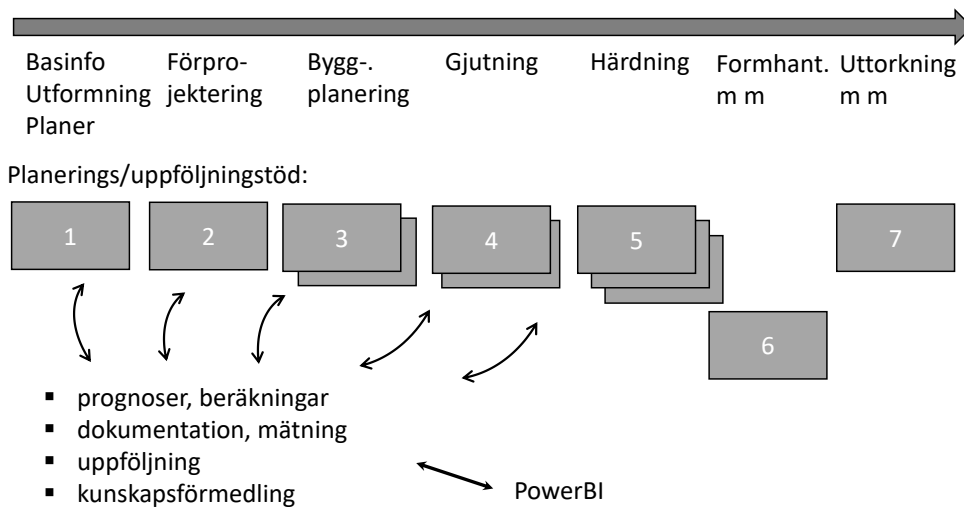 Basinfo
Utformning
Planer
Förpro-
jektering
Bygg-.
planering
Gjutning
Härdning
Formhant.
m m
Uttorkning
m m
Planerings/uppföljningstöd:
1
2
3
4
5
7
6
prognoser, beräkningar
dokumentation, mätning
uppföljning
kunskapsförmedling
PowerBI